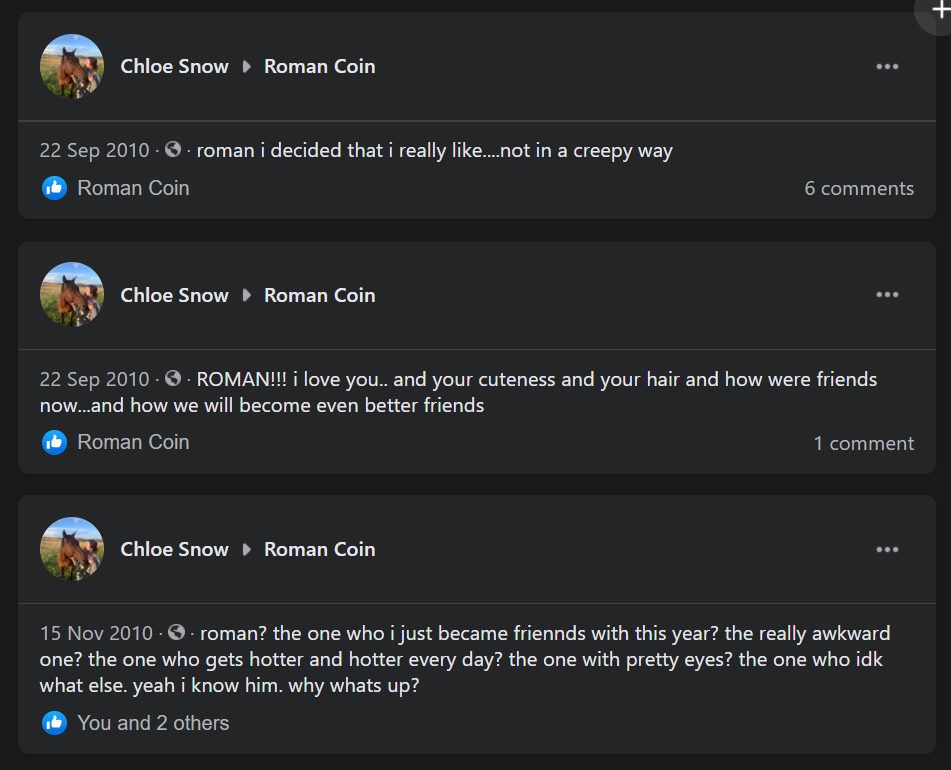 Chloe Snow ▸ Roman Coin
22 Sep 2010 · roman i decided that i really like....not in a creepy way
Roman Coin
6 comments
Chloe Snow ▸ Roman Coin
22 Sep 2010 · ROMAN!!! i love you.. and your cuteness and your hair and how were friends
now...and how we will become even better friends
Roman Coin
1 comment
Chloe Snow ▸ Roman Coin
15 Nov 2010 · roman? the one who i just became friennds with this year? the really awkward
one? the one who gets hotter and hotter every day? the one with pretty eyes? the one who idk
what else. yeah i know him. why whats up?
You and 2 others